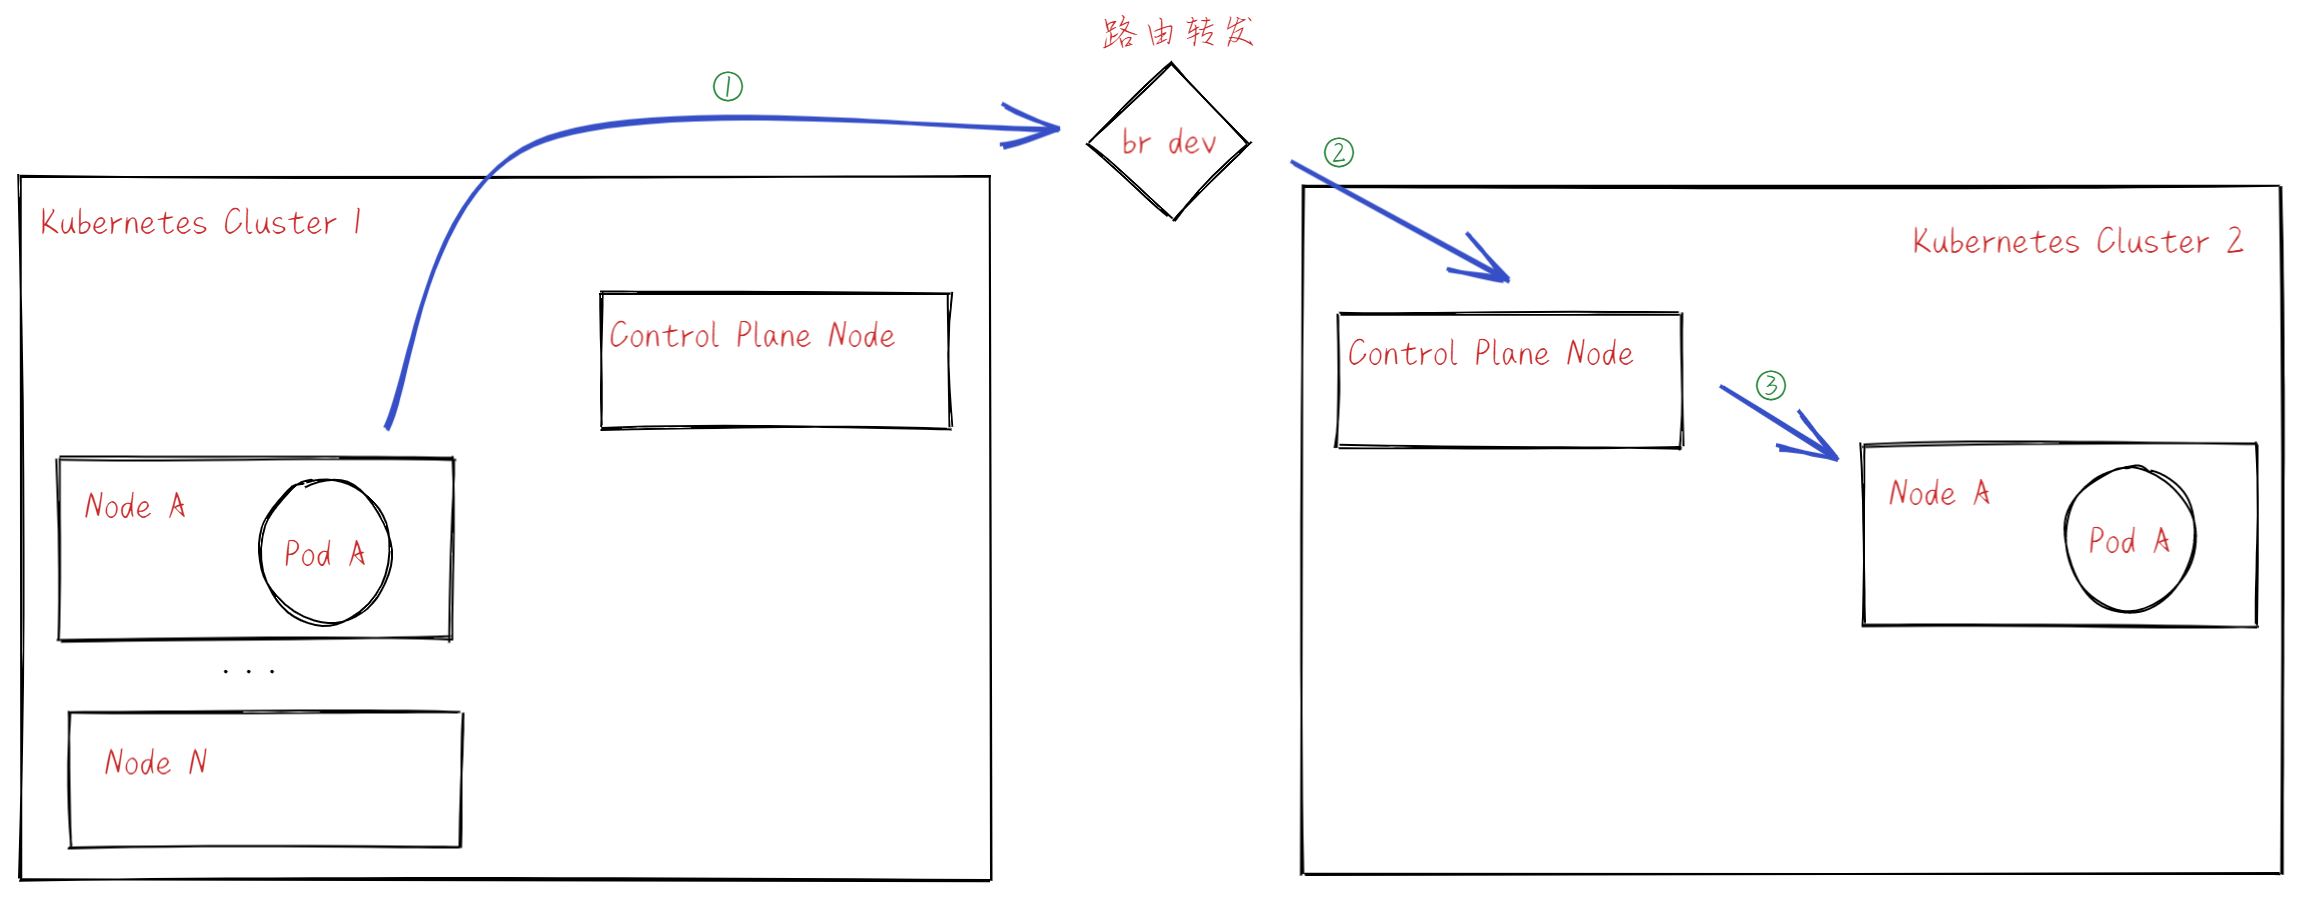 路由转发
①
br dev
②
Kubernetes Cluster 1
Control Plane Node
Node A
Pod A
. . .
Node N
Kubernetes Cluster 2
Control Plane Node
③
Node A
Pod A